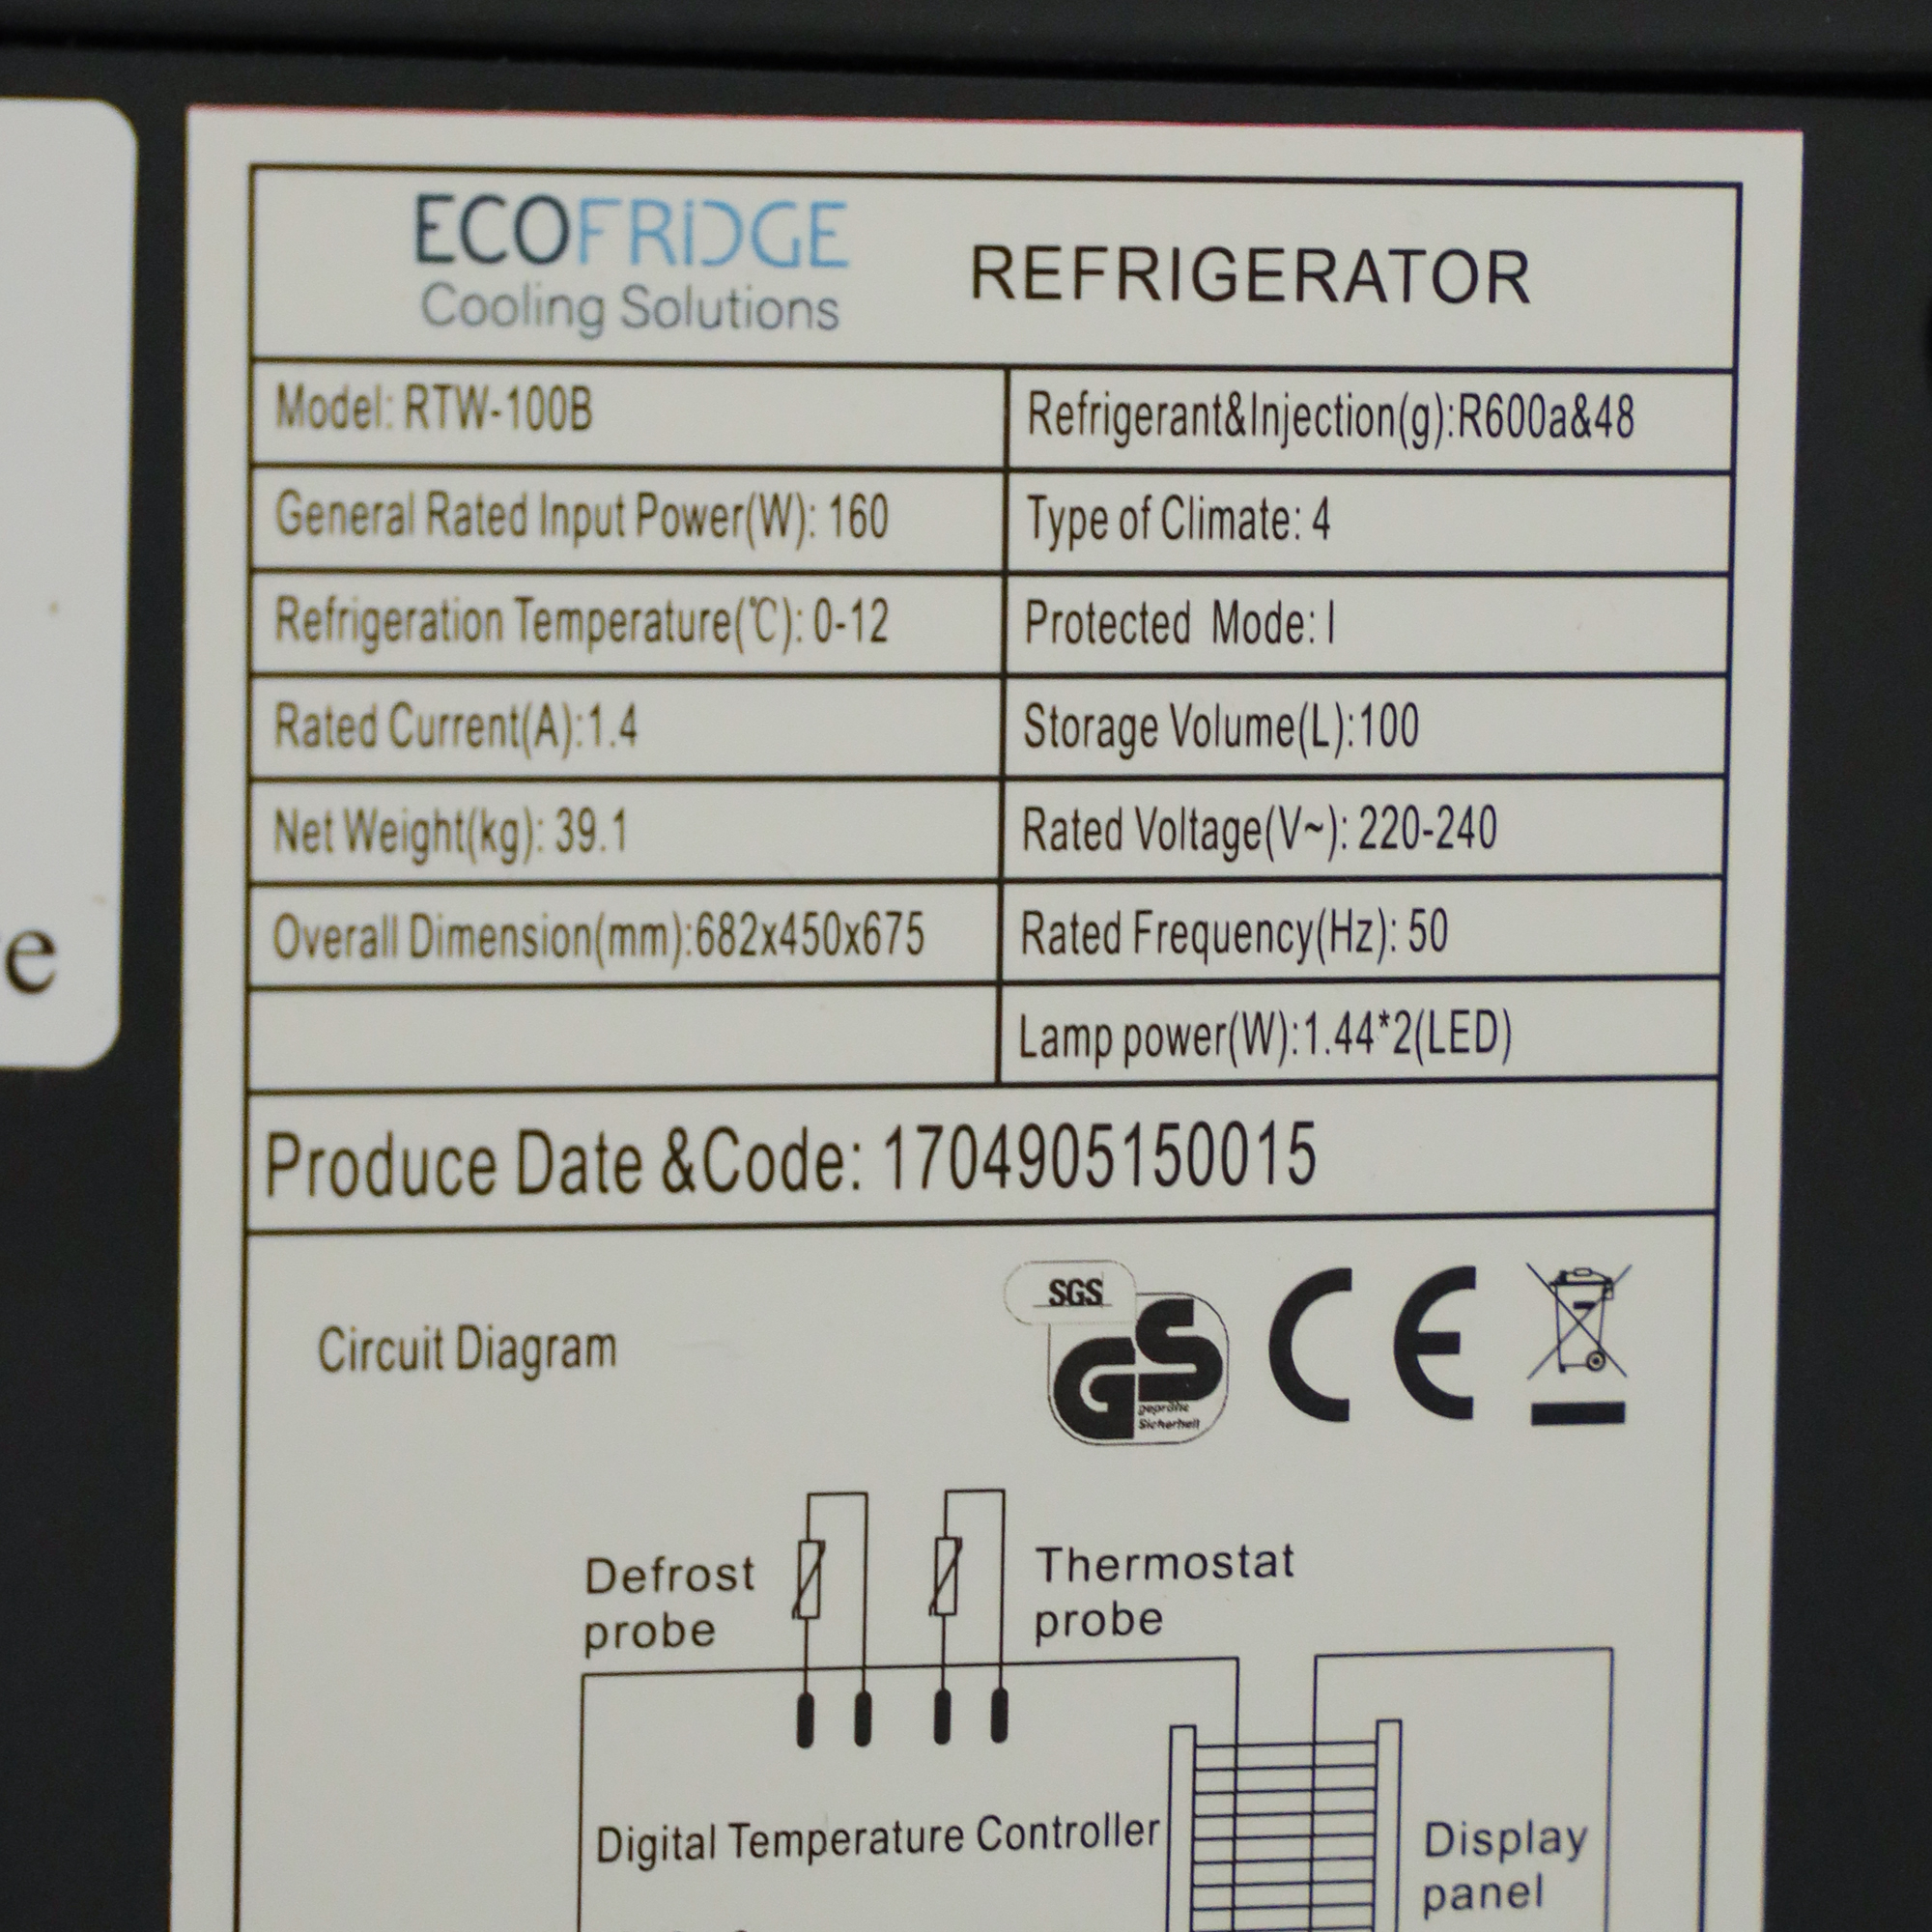 ECOFRIDGE
Cooling Solutions
REFRIGERATOR
Model: RTW-100B
Refrigerant&Injection(g):R600a&48
General Rated Input Power(W): 160
Type of Climate: 4
Refrigeration Temperature(℃): 0-12
Protected Mode: I
Rated Current(A):1.4
Storage Volume(L):100
Net Weight(kg): 39.1
Rated Voltage(V~): 220-240
Overall Dimension(mm):682x450x675
Rated Frequency(Hz): 50
Lamp power(W):1.44*2(LED)
e
Produce Date &Code: 1704905150015
Circuit Diagram
SGS
GS
geprüfte
Sicherheit
CE
Defrost
probe
Thermostat
probe
Digital Temperature Controller
Display
panel